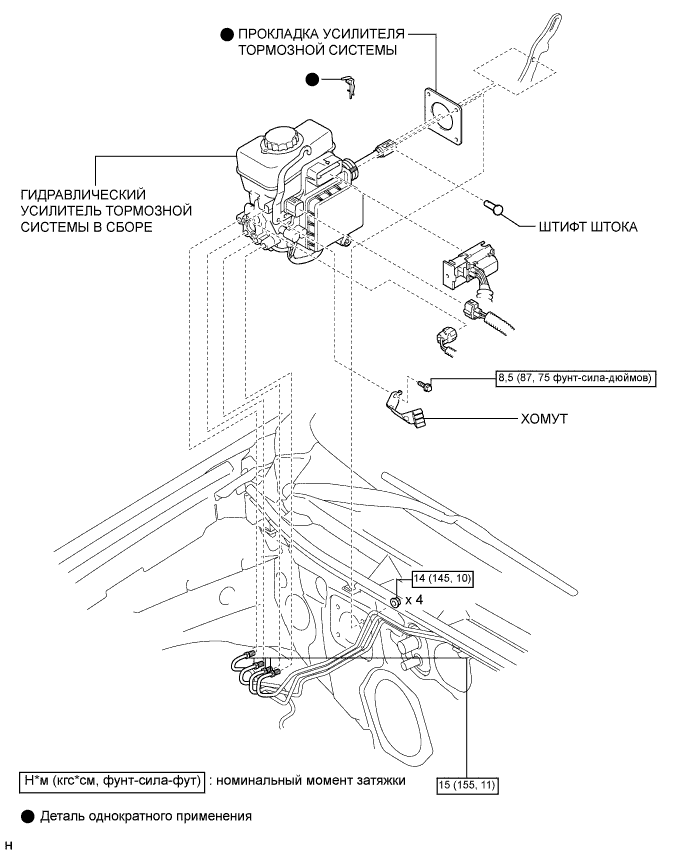 ПРОКЛАДКА УСИЛИТЕЛЯ
ТОРМОЗНОЙ СИСТЕМЫ
ГИДРАВЛИЧЕСКИЙ
УСИЛИТЕЛЬ ТОРМОЗНОЙ
СИСТЕМЫ В СБОРЕ
ШТИФТ ШТОКА
8,5 (87, 75 фунт-сила-дюймов)
ХОМУТ
14 (145, 10)
x 4
15 (155, 11)
Н*м (кгс*см, фунт-сила-фут) : номинальный момент затяжки
Деталь однократного применения
H